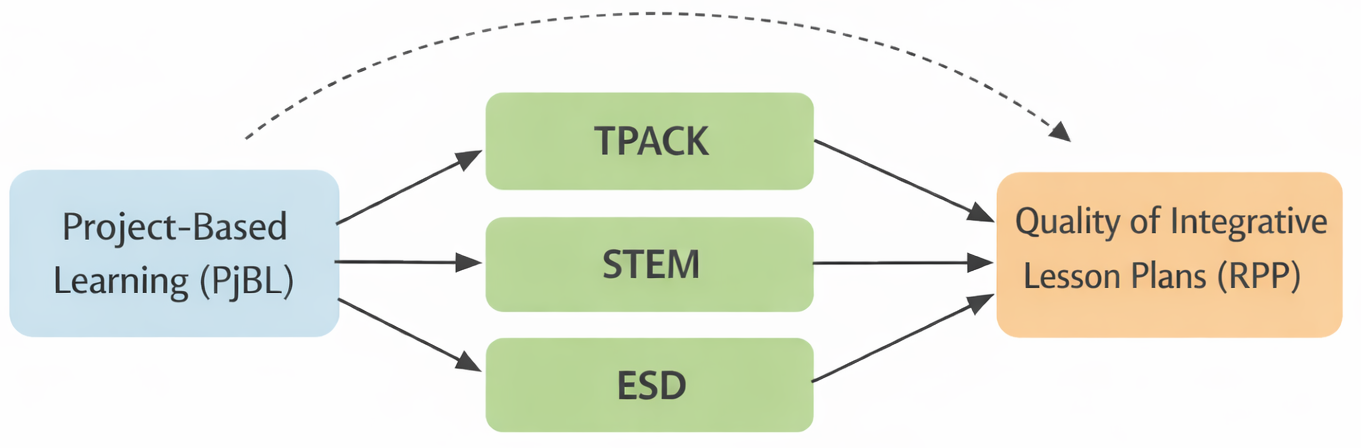 TPACK
Project-Based
Learning (PjBL)
STEM
Quality of Integrative
Lesson Plans (RPP)
ESD